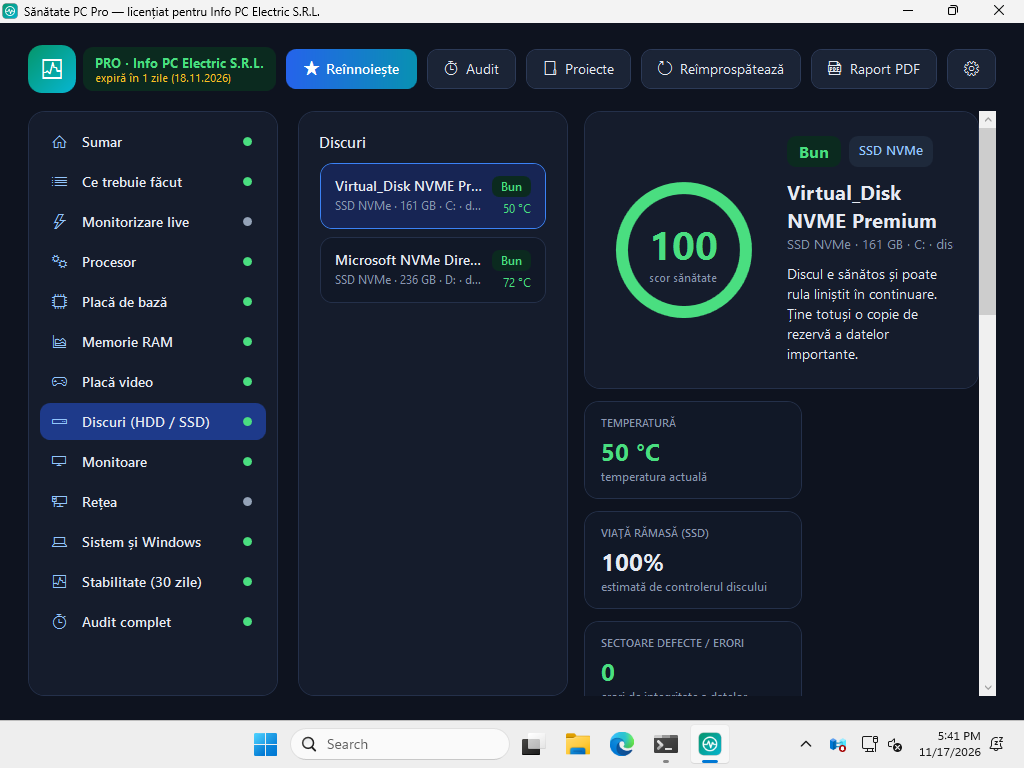 Sănătate PC Pro — licențiat pentru Info PC Electric S.R.L.
PRO · Info PC Electric S.R.L.
expiră în 1 zile (18.11.2026)
Reînnoiește
Audit
Proiecte
Reîmprospătează
Raport PDF
Sumar
Ce trebuie făcut
Monitorizare live
Procesor
Placă de bază
Memorie RAM
Placă video
Discuri (HDD / SSD)
Monitoare
Rețea
Sistem și Windows
Stabilitate (30 zile)
Audit complet
Discuri
Virtual_Disk NVME Pr... Bun
SSD NVMe · 161 GB · C: · d... 50 °C
Microsoft NVMe Dire... Bun
SSD NVMe · 236 GB · D: · d... 72 °C
100
scor sănătate
Bun SSD NVMe
Virtual_Disk
NVME Premium
SSD NVMe · 161 GB · C: · dis
Discul e sănătos și poate
rula liniștit în continuare.
Ține totuși o copie de
rezervă a datelor
importante.
TEMPERATURĂ
50 °C
temperatura actuală
VIAȚĂ RĂMASĂ (SSD)
100%
estimată de controlerul discului
SECTOARE DEFECTE / ERORI
0
erori de integritate a datelor
Search
5:41 PM
11/17/2026